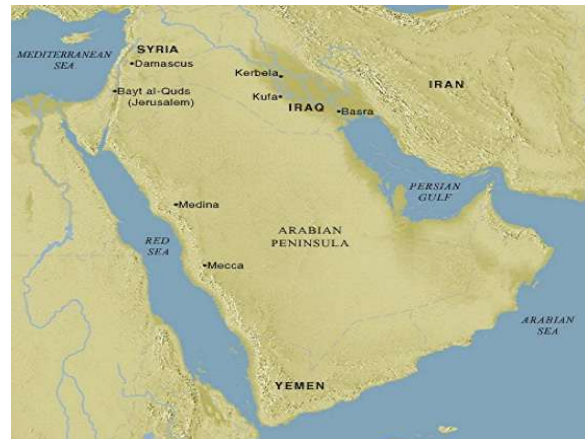 MEDITERRANEAN
SEA
SYRIA
Damascus
Bayt al-Quds
(Jerusalem)
Kerbela
Kufa
IRAQ
Basra
IRAN
PERSIAN
GULF
Medina
ARABIAN
PENINSULA
RED
SEA
Mecca
ARABIAN
SEA
YEMEN